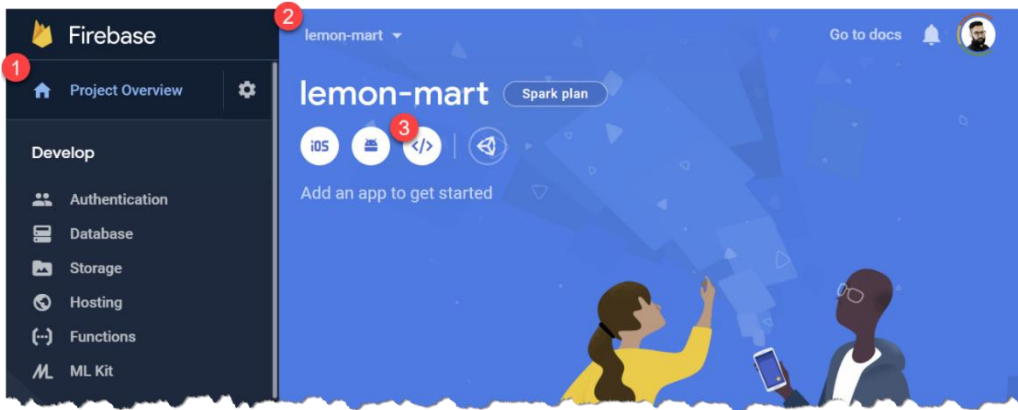 Firebase
1
Project Overview
Develop
Authentication
Database
Storage
Hosting
Functions
ML Kit
2
lemon-mart
Go to docs
lemon-mart
Spark plan
iOS
3
</>
Add an app to get started